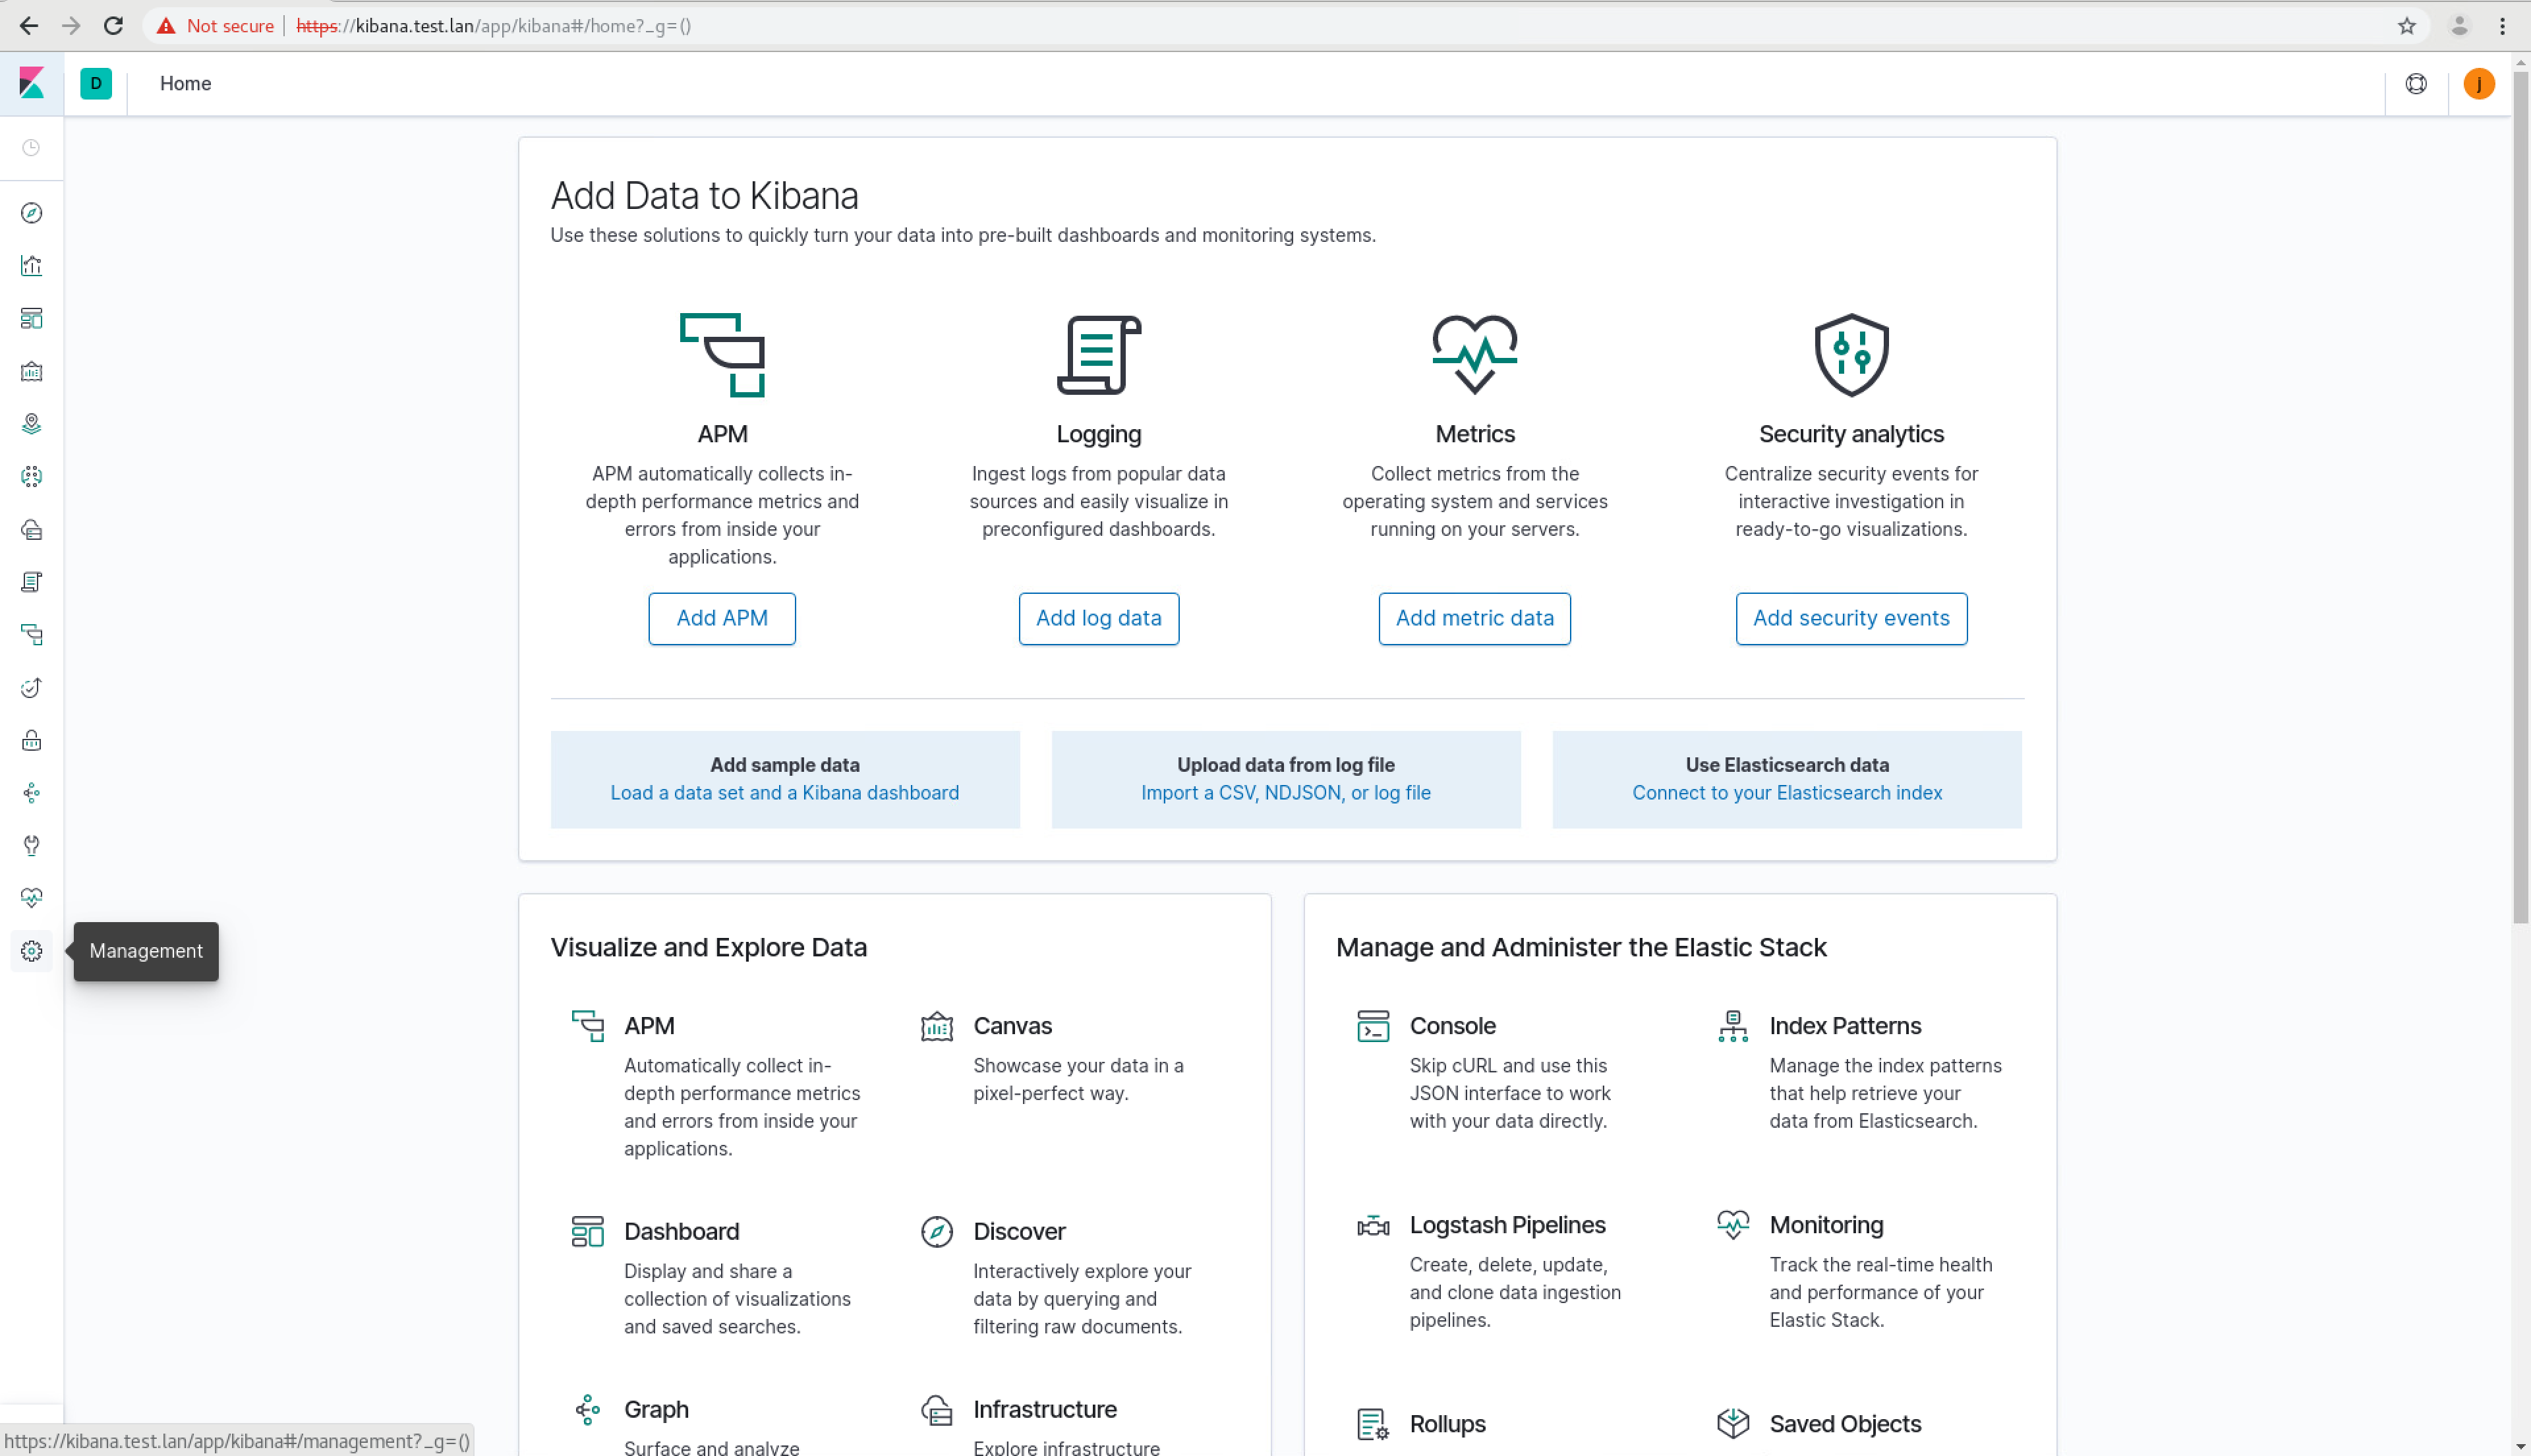 Not secure | https://kibana.test.lan/app/kibana#/home?_g=()
D
Home
j
Add Data to Kibana
Use these solutions to quickly turn your data into pre-built dashboards and monitoring systems.
APM
APM automatically collects in-
depth performance metrics and
errors from inside your
applications.
Add APM
Logging
Ingest logs from popular data
sources and easily visualize in
preconfigured dashboards.
Add log data
Metrics
Collect metrics from the
operating system and services
running on your servers.
Add metric data
Security analytics
Centralize security events for
interactive investigation in
ready-to-go visualizations.
Add security events
Add sample data
Load a data set and a Kibana dashboard
Upload data from log file
Import a CSV, NDJSON, or log file
Use Elasticsearch data
Connect to your Elasticsearch index
Management
Visualize and Explore Data
APM
Automatically collect in-
depth performance metrics
and errors from inside your
applications.
Canvas
Showcase your data in a
pixel-perfect way.
Dashboard
Display and share a
collection of visualizations
and saved searches.
Discover
Interactively explore your
data by querying and
filtering raw documents.
Graph
Surface and analyze
Infrastructure
Explore infrastructure
Manage and Administer the Elastic Stack
Console
Skip cURL and use this
JSON interface to work
with your data directly.
Index Patterns
Manage the index patterns
that help retrieve your
data from Elasticsearch.
Logstash Pipelines
Create, delete, update,
and clone data ingestion
pipelines.
Monitoring
Track the real-time health
and performance of your
Elastic Stack.
Rollups
Saved Objects
https://kibana.test.lan/app/kibana#/management?_g=()